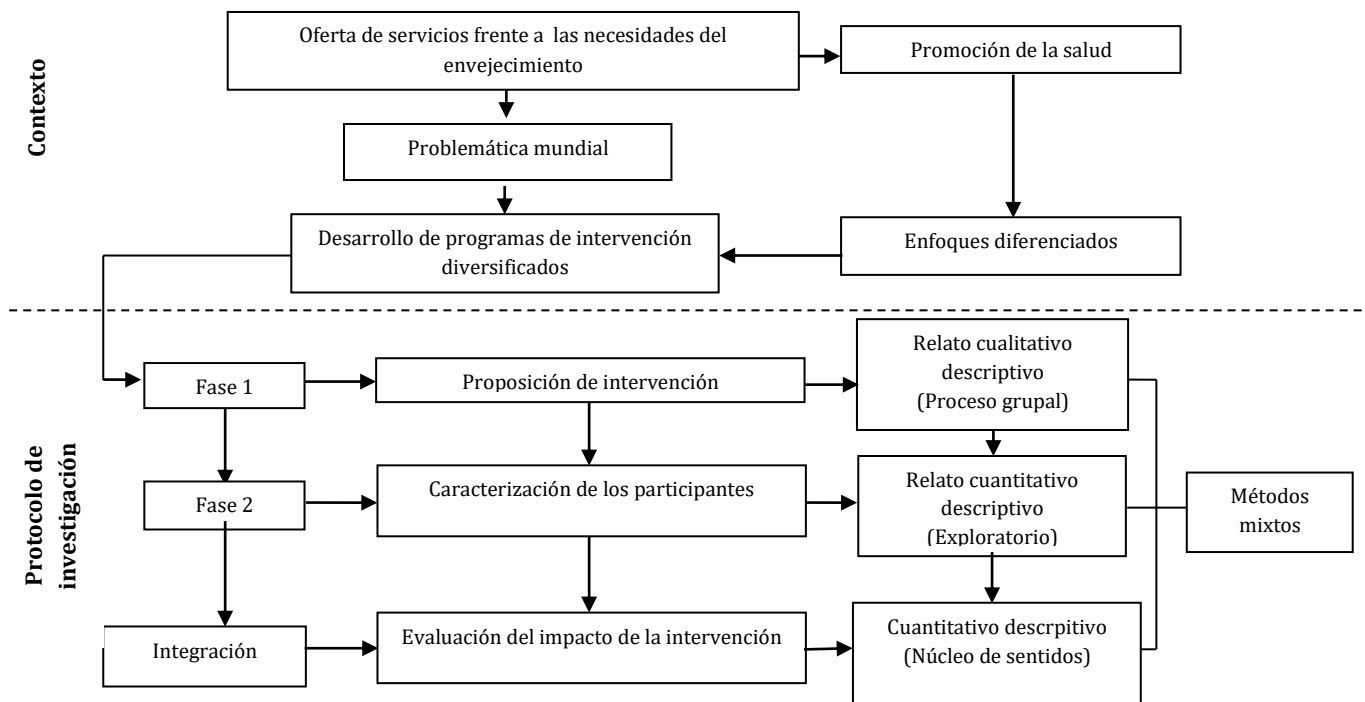 Contexto
Oferta de servicios frente a las necesidades del
envejecimiento
Promoción de la salud
Problemática mundial
Desarrollo de programas de intervención
diversificados
Enfoques diferenciados
Protocolo de
investigación
Fase 1
Proposición de intervención
Relato cualitativo
descriptivo
(Proceso grupal)
Fase 2
Caracterización de los participantes
Relato cuantitativo
descriptivo
(Exploratorio)
Métodos
mixtos
Integración
Evaluación del impacto de la intervención
Cuantitativo descrpitivo
(Núcleo de sentidos)